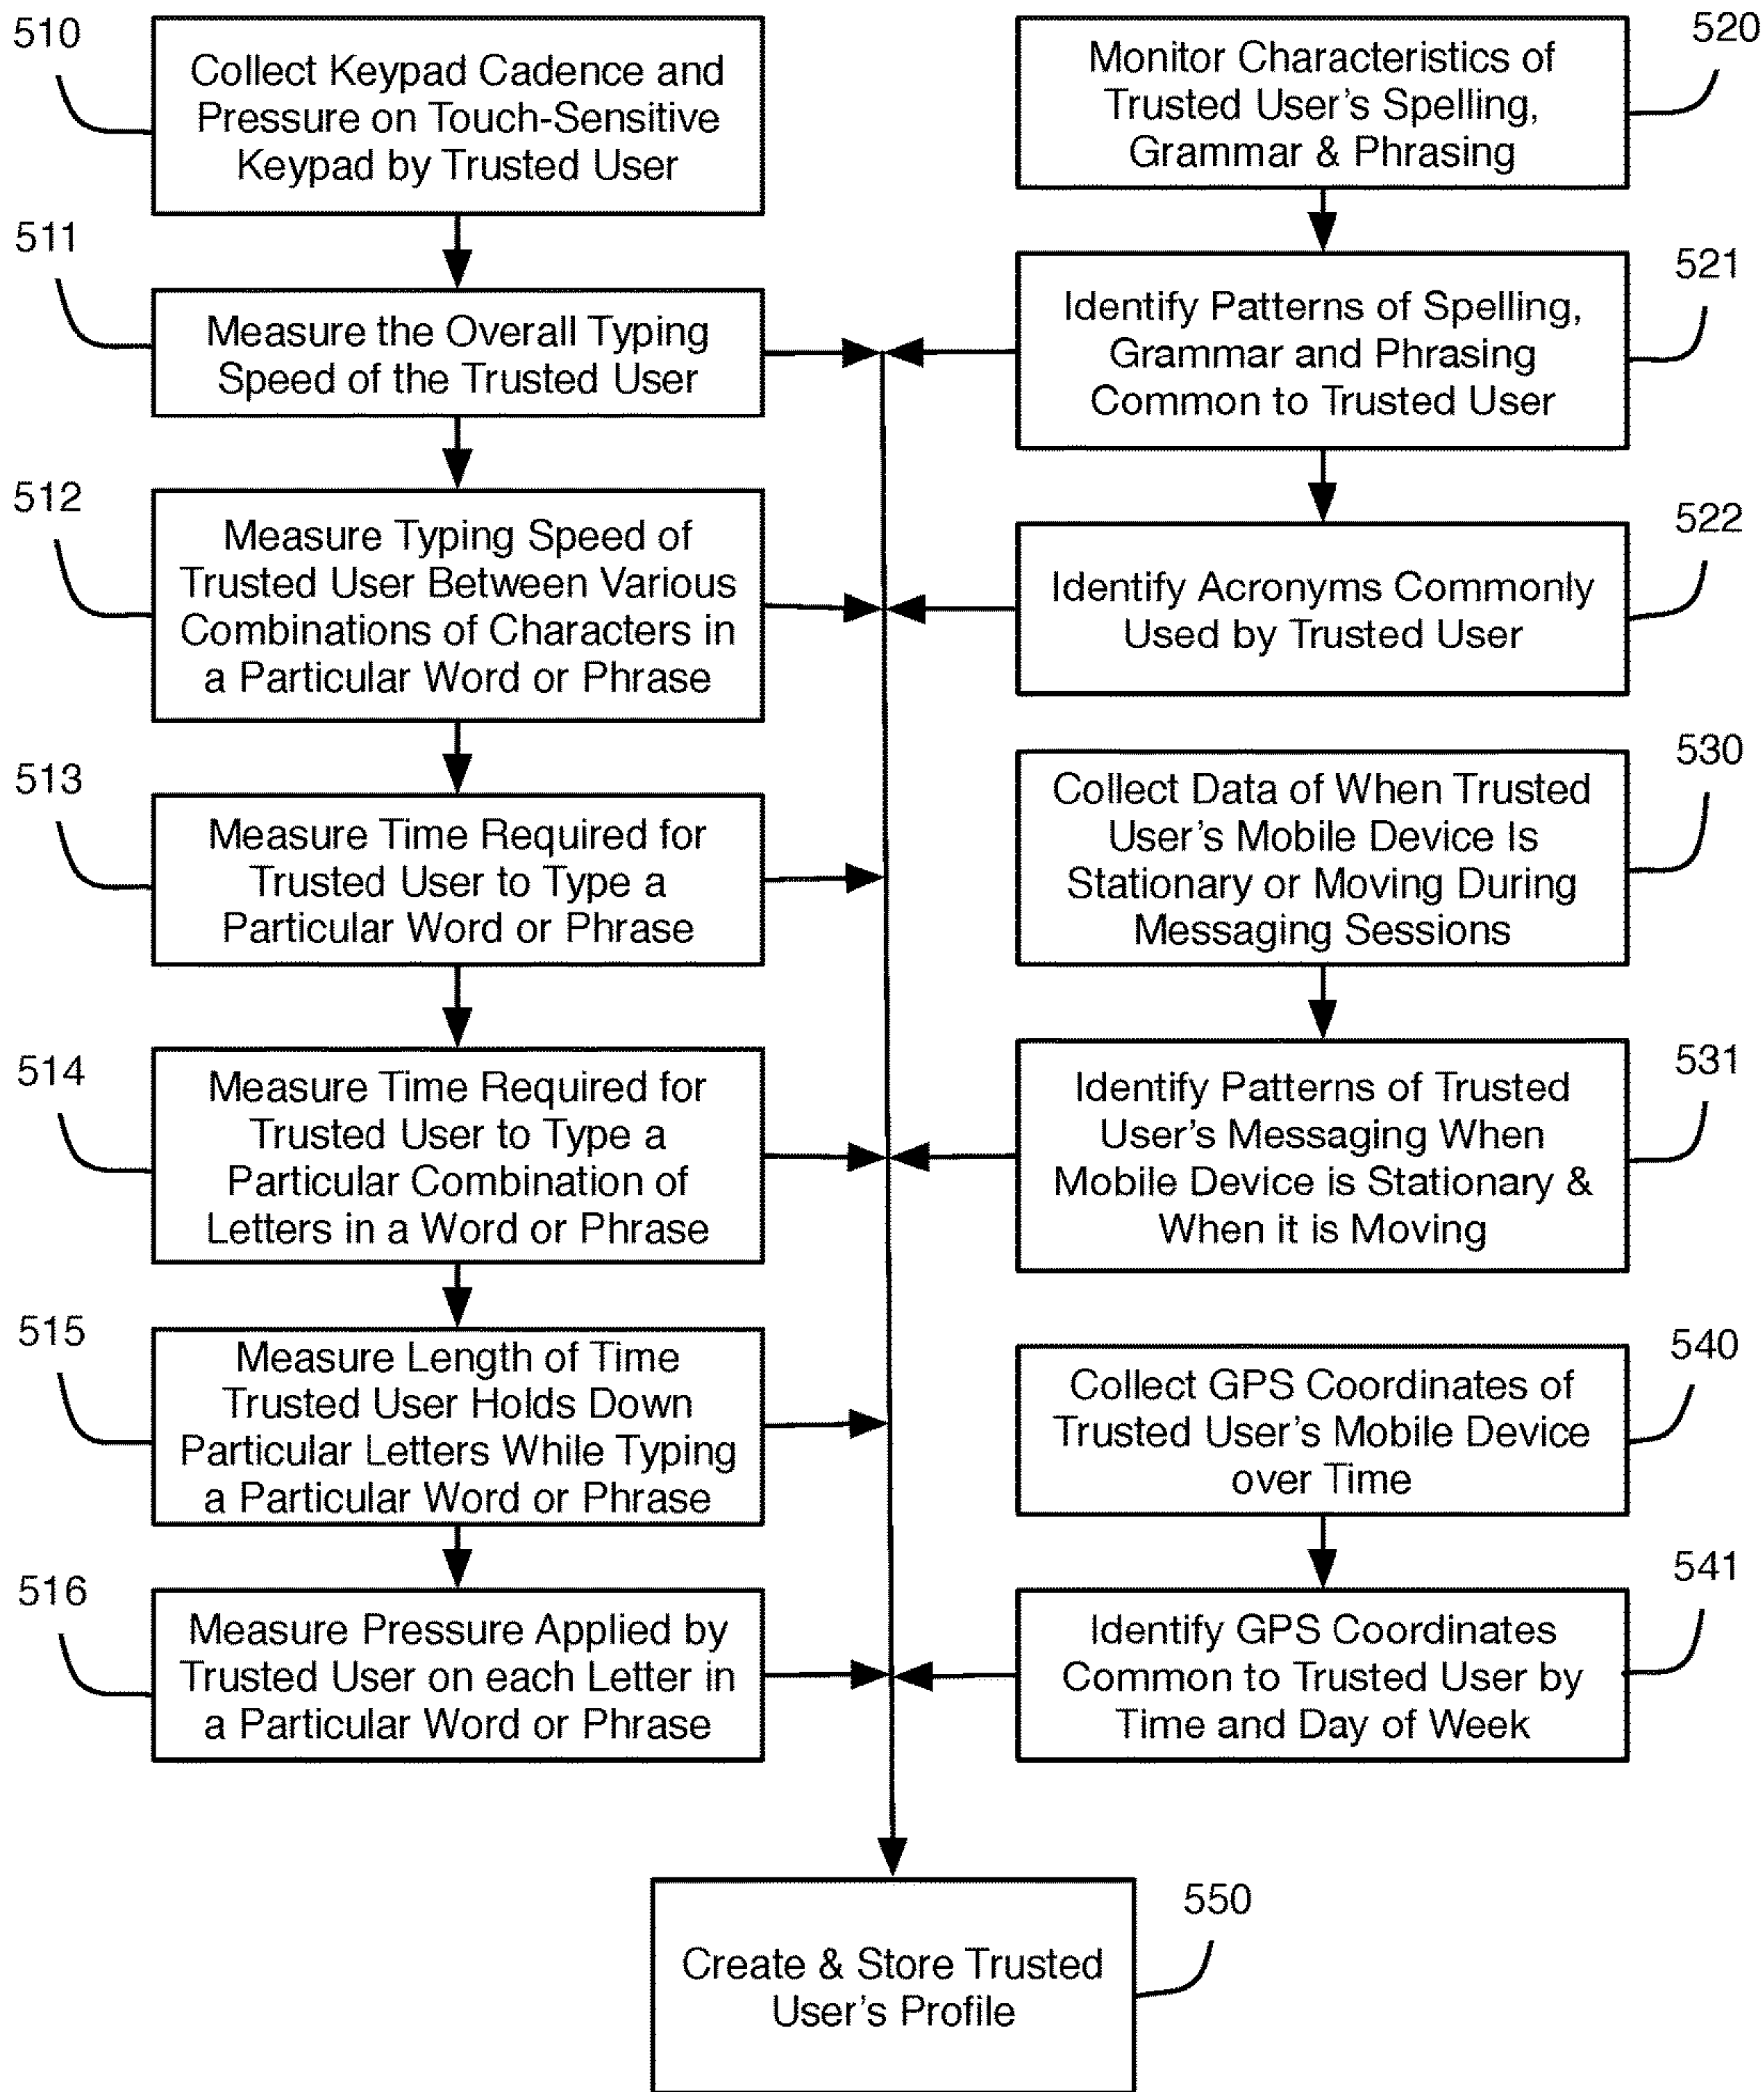 510
Collect Keypad Cadence and
Pressure on Touch-Sensitive
Keypad by Trusted User
511
Measure the Overall Typing
Speed of the Trusted User
512
Measure Typing Speed of
Trusted User Between Various
Combinations of Characters in
a Particular Word or Phrase
513
Measure Time Required for
Trusted User to Type a
Particular Word or Phrase
514
Measure Time Required for
Trusted User to Type a
Particular Combination of
Letters in a Word or Phrase
515
Measure Length of Time
Trusted User Holds Down
Particular Letters While Typing
a Particular Word or Phrase
516
Measure Pressure Applied by
Trusted User on each Letter in
a Particular Word or Phrase
520
Monitor Characteristics of
Trusted User's Spelling,
Grammar & Phrasing
521
Identify Patterns of Spelling,
Grammar and Phrasing
Common to Trusted User
522
Identify Acronyms Commonly
Used by Trusted User
530
Collect Data of When Trusted
User's Mobile Device Is
Stationary or Moving During
Messaging Sessions
531
Identify Patterns of Trusted
User's Messaging When
Mobile Device is Stationary &
When it is Moving
540
Collect GPS Coordinates of
Trusted User's Mobile Device
over Time
541
Identify GPS Coordinates
Common to Trusted User by
Time and Day of Week
550
Create & Store Trusted
User's Profile